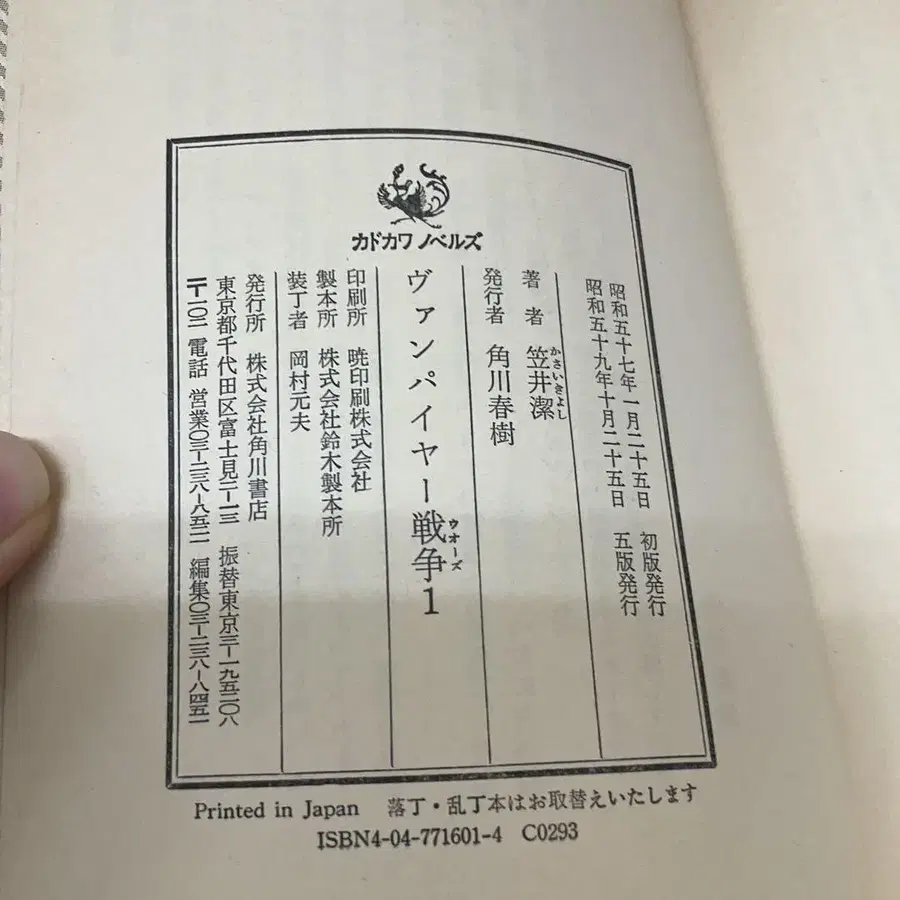 カドカワ ノベルズ
昭和五十七年一月二十五日 初版発行
昭和五十九年十月二十五日 五版発行
著者 笠井潔
かさいきよし
発行者 角川春樹
ヴァンパイヤー戦争1
ウオーズ
印刷所 暁印刷株式会社
製本所 株式会社鈴木製本所
装丁者 岡村元夫
発行所 株式会社角川書店
東京都千代田区富士見二-一三 振替東京三-一九五二〇八
〒一〇二 電話 営業〇三-二三八-八五二一 編集〇三-二三八-八四五一
Printed in Japan 落丁・乱丁本はお取替えいたします
ISBN4-04-771601-4 C0293